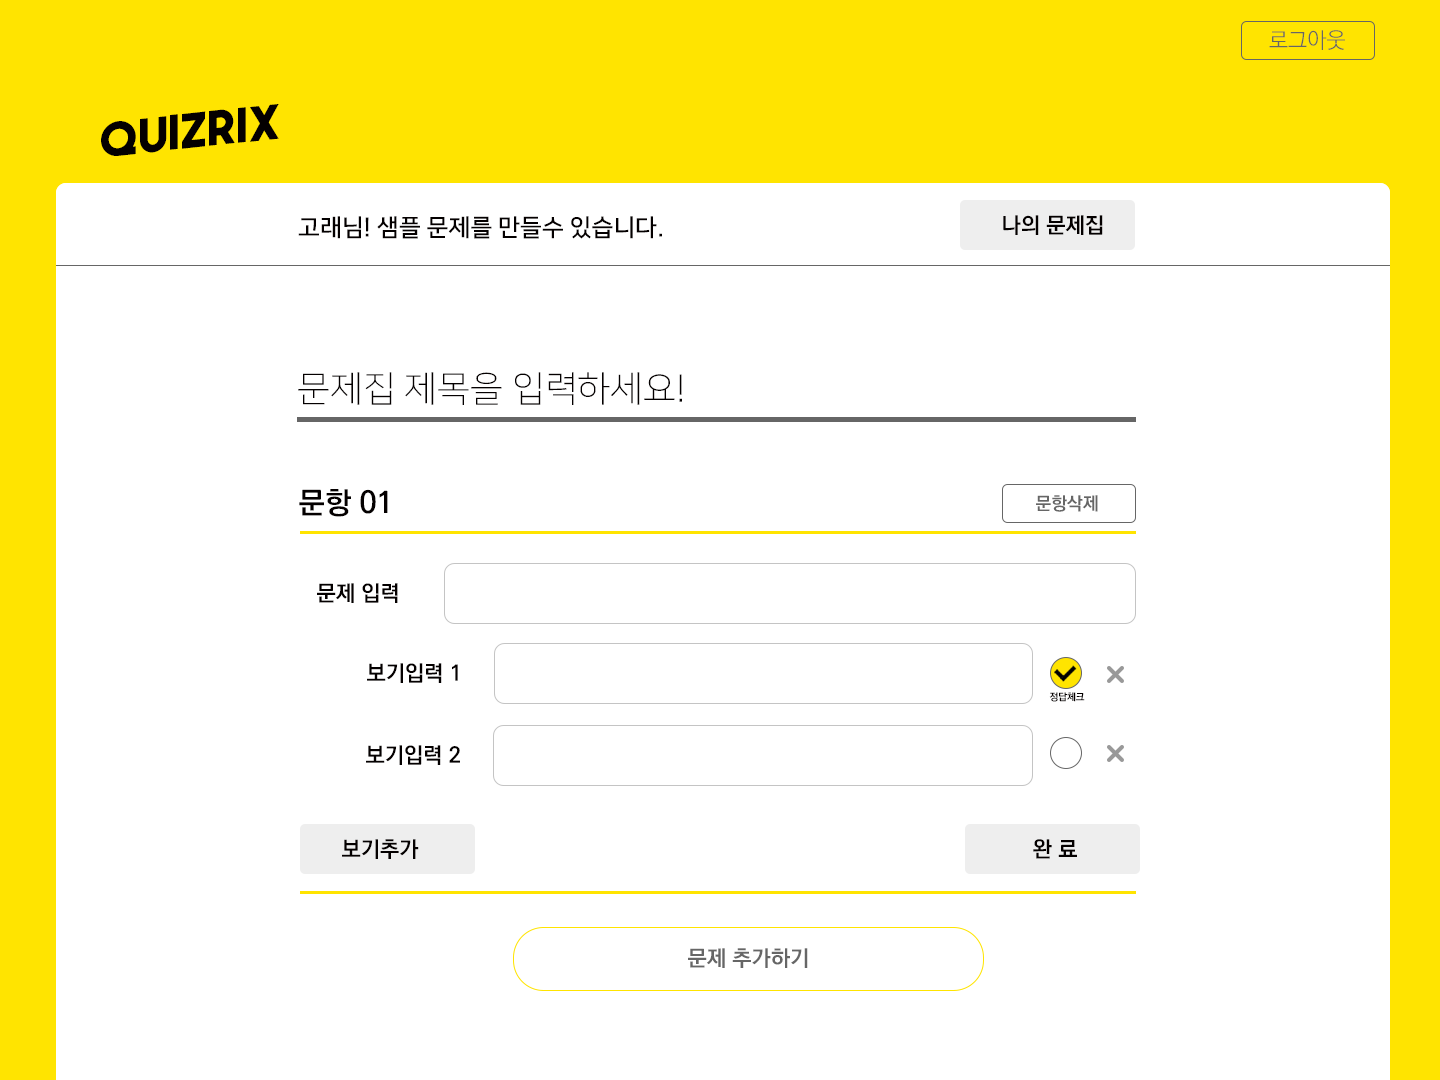 로그아웃
QUIZRIX
고래님! 샘플 문제를 만들수 있습니다.
나의 문제집
문제집 제목을 입력하세요!
문항 01
문항삭제
문제 입력
보기입력 1
정답체크
보기입력 2
보기추가
완 료
문제 추가하기